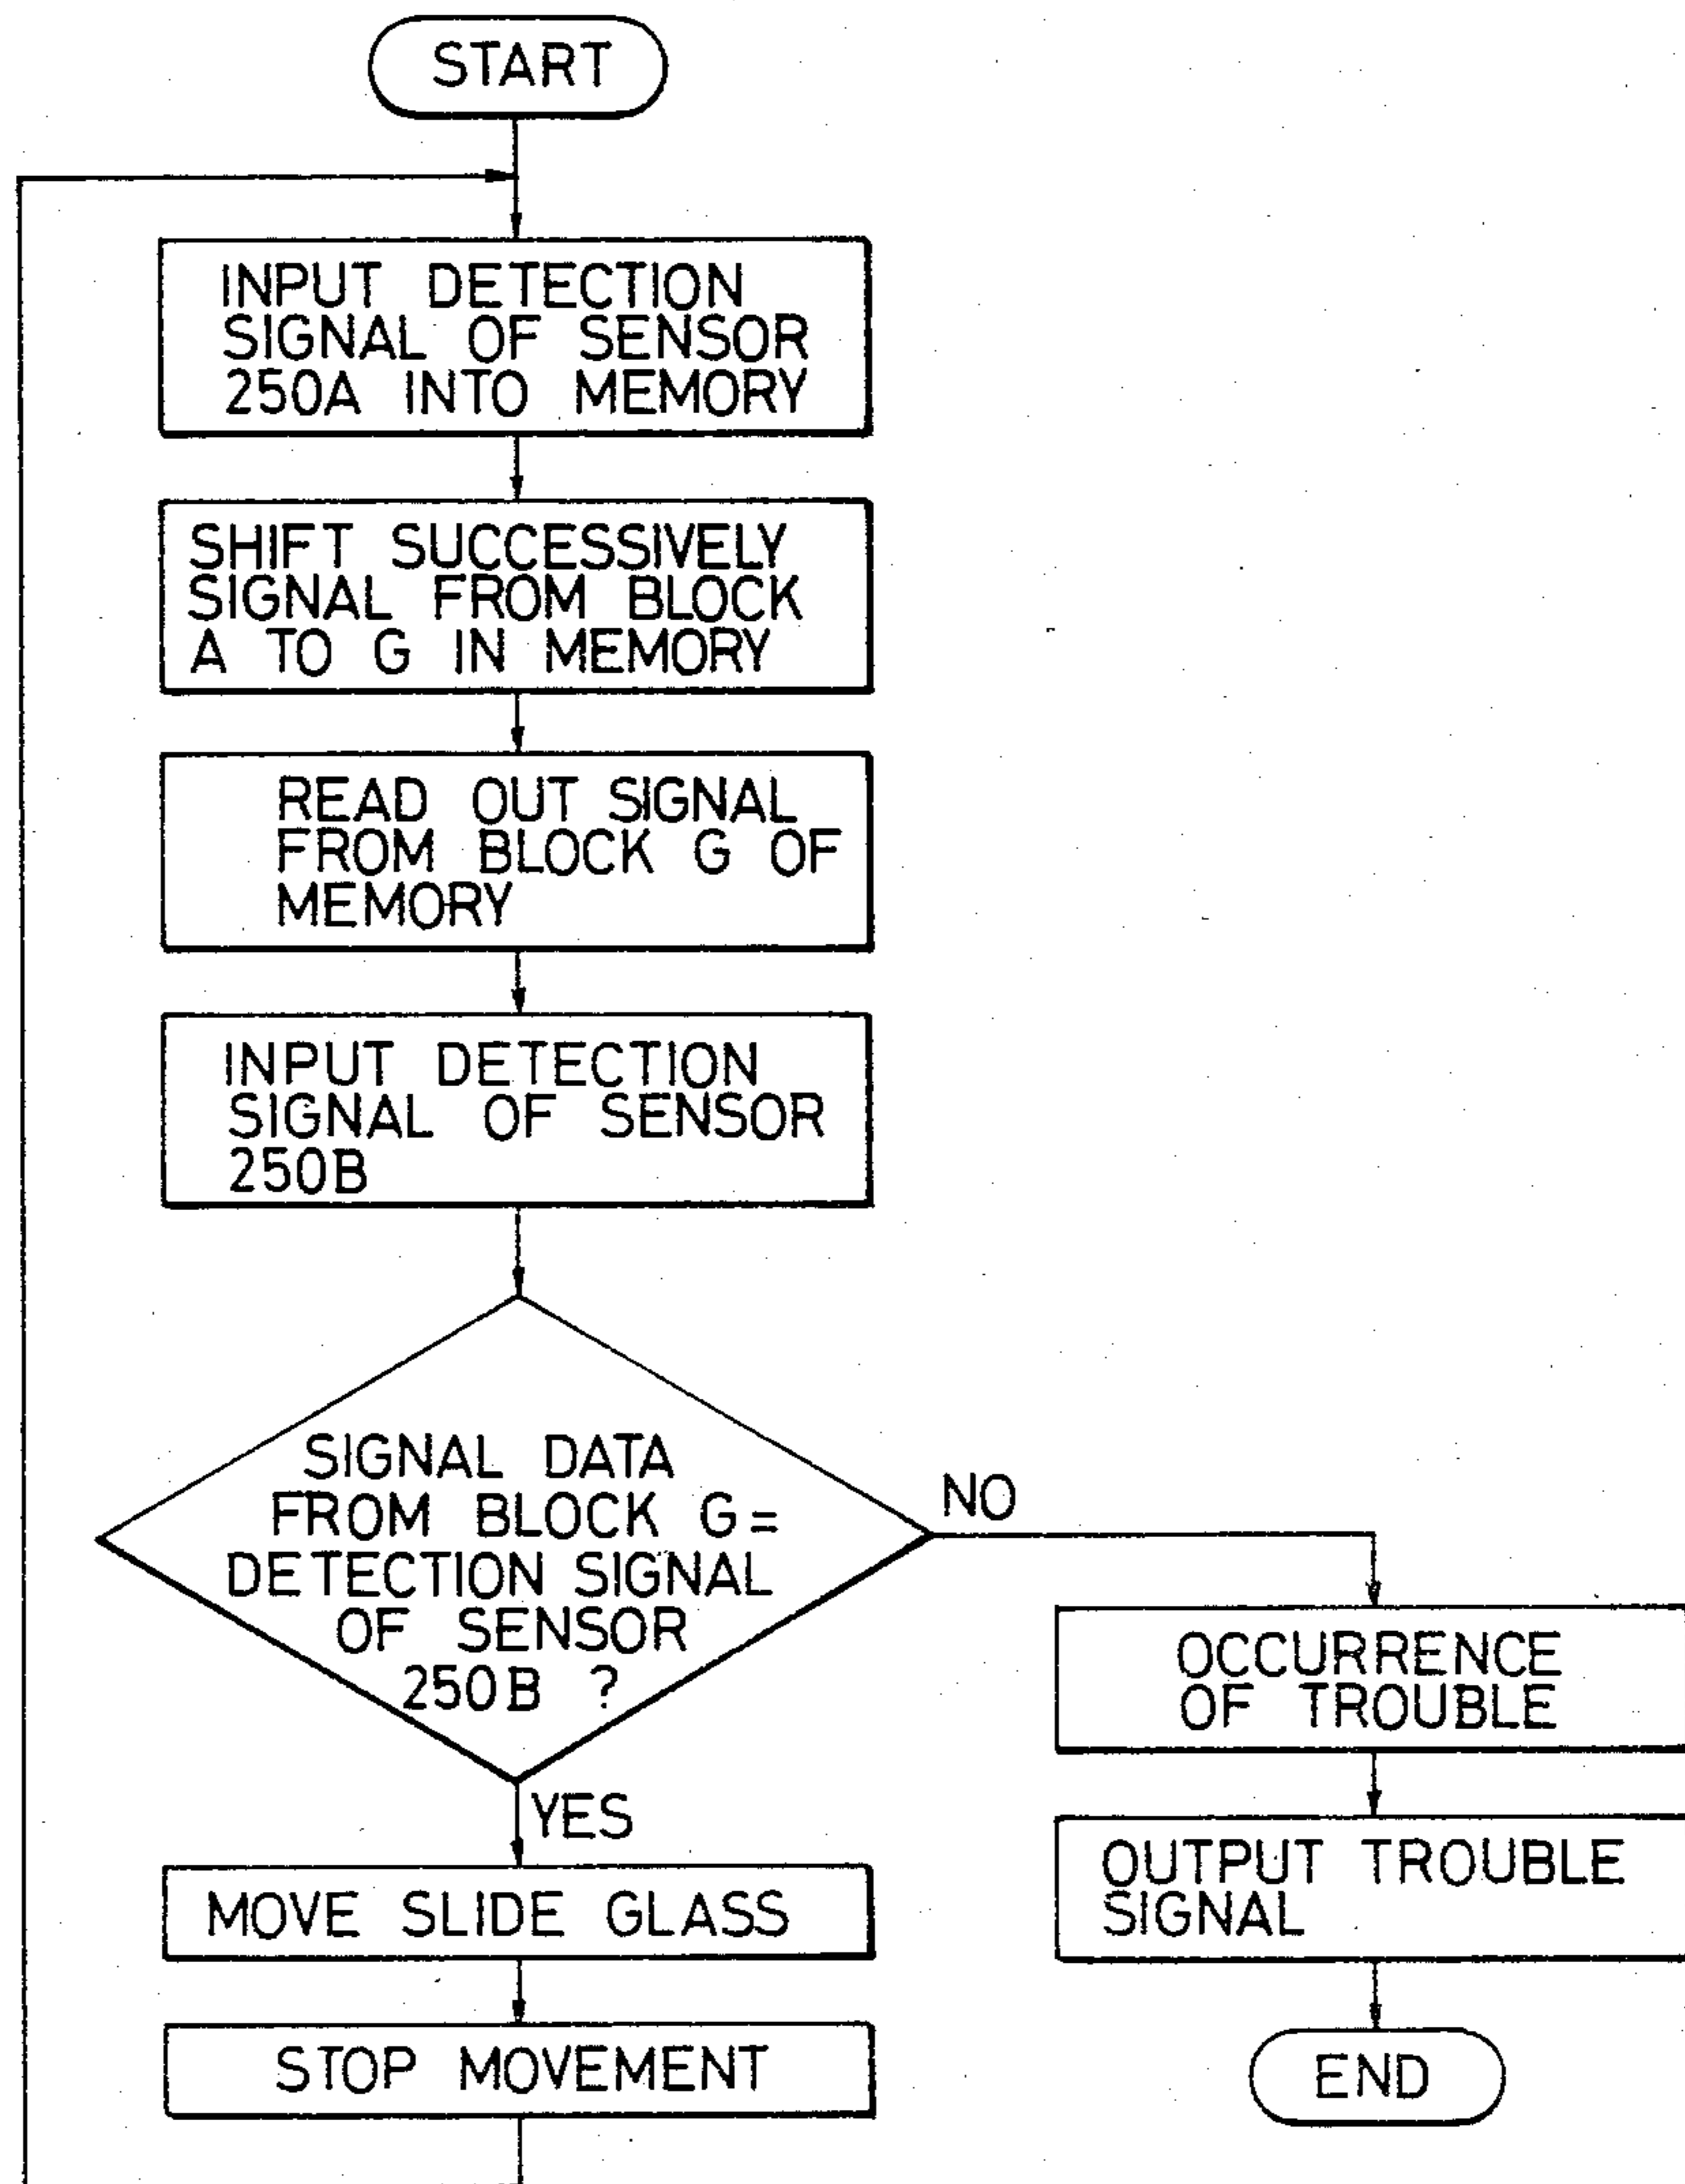 START
INPUT DETECTION
SIGNAL OF SENSOR
250A INTO MEMORY
SHIFT SUCCESSIVELY
SIGNAL FROM BLOCK
A TO G IN MEMORY
READ OUT SIGNAL
FROM BLOCK G OF
MEMORY
INPUT DETECTION
SIGNAL OF SENSOR
250B
SIGNAL DATA
FROM BLOCK G=
DETECTION SIGNAL
OF SENSOR
250B ?
NO
YES
MOVE SLIDE GLASS
STOP MOVEMENT
OCCURRENCE
OF TROUBLE
OUTPUT TROUBLE
SIGNAL
END